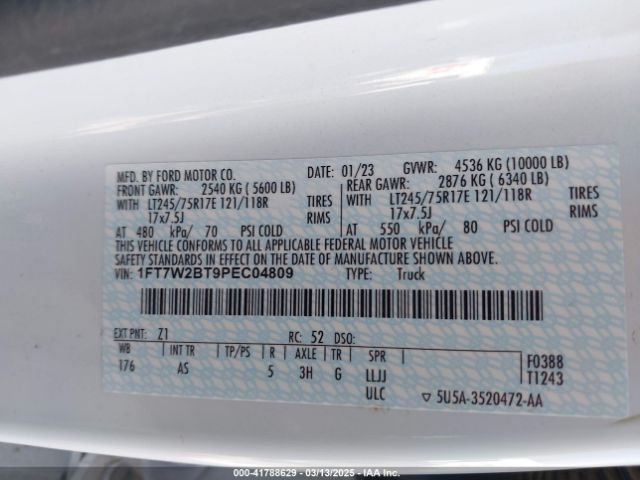 MFD. BY FORD MOTOR CO. DATE: 01/23 GVWR: 4536 KG (10000 LB)
FRONT GAWR: 2540 KG (5600 LB) REAR GAWR: 2876 KG (6340 LB)
WITH LT245/75R17E 121/118R TIRES WITH LT245/75R17E 121/118R TIRES
17x7.5J RIMS 17x7.5J RIMS
AT 480 kPa/ 70 PSI COLD AT 550 kPa/ 80 PSI COLD
THIS VEHICLE CONFORMS TO ALL APPLICABLE FEDERAL MOTOR VEHICLE
SAFETY STANDARDS IN EFFECT ON THE DATE OF MANUFACTURE SHOWN ABOVE.
VIN: 1FT7W2BT9PEC04809 TYPE: Truck
EXT PNT: Z1 RC: 52 DSO:
WB INT TR TP/PS R AXLE TR SPR F0388
176 AS 5 3H G LLJJ T1243
ULC ▽ 5U5A-3520472-AA
000-41788629 - 03/13/2025 - IAA Inc.